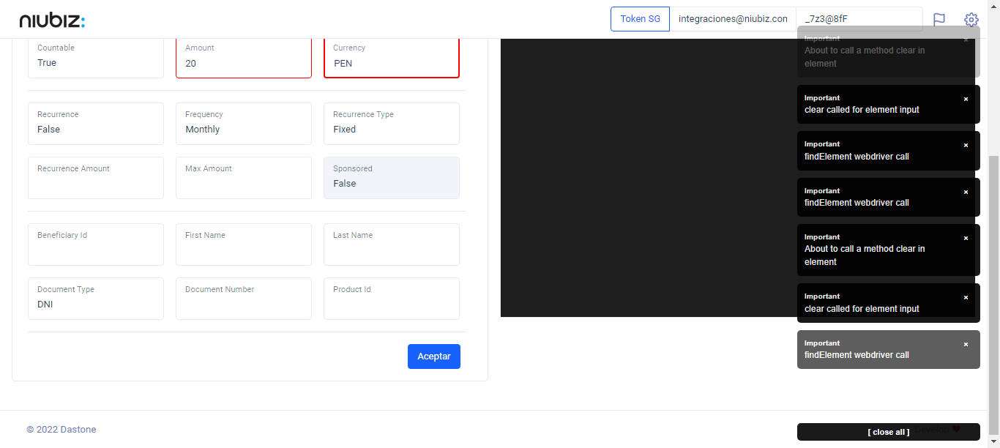 niubiz:
Token SG
integraciones@niubiz.con
_7z3@8fF
Countable
True
Amount
20
Currency
PEN
Recurrence
False
Frequency
Monthly
Recurrence Type
Fixed
Recurrence Amount
Max Amount
Sponsored
False
Beneficiary Id
First Name
Last Name
Document Type
DNI
Document Number
Product Id
Aceptar
© 2022 Dastone
Important
×
About to call a method clear in
element
Important
×
clear called for element input
Important
×
findElement webdriver call
Important
×
findElement webdriver call
Important
×
About to call a method clear in
element
Important
×
clear called for element input
Important
×
findElement webdriver call
[ close all ]